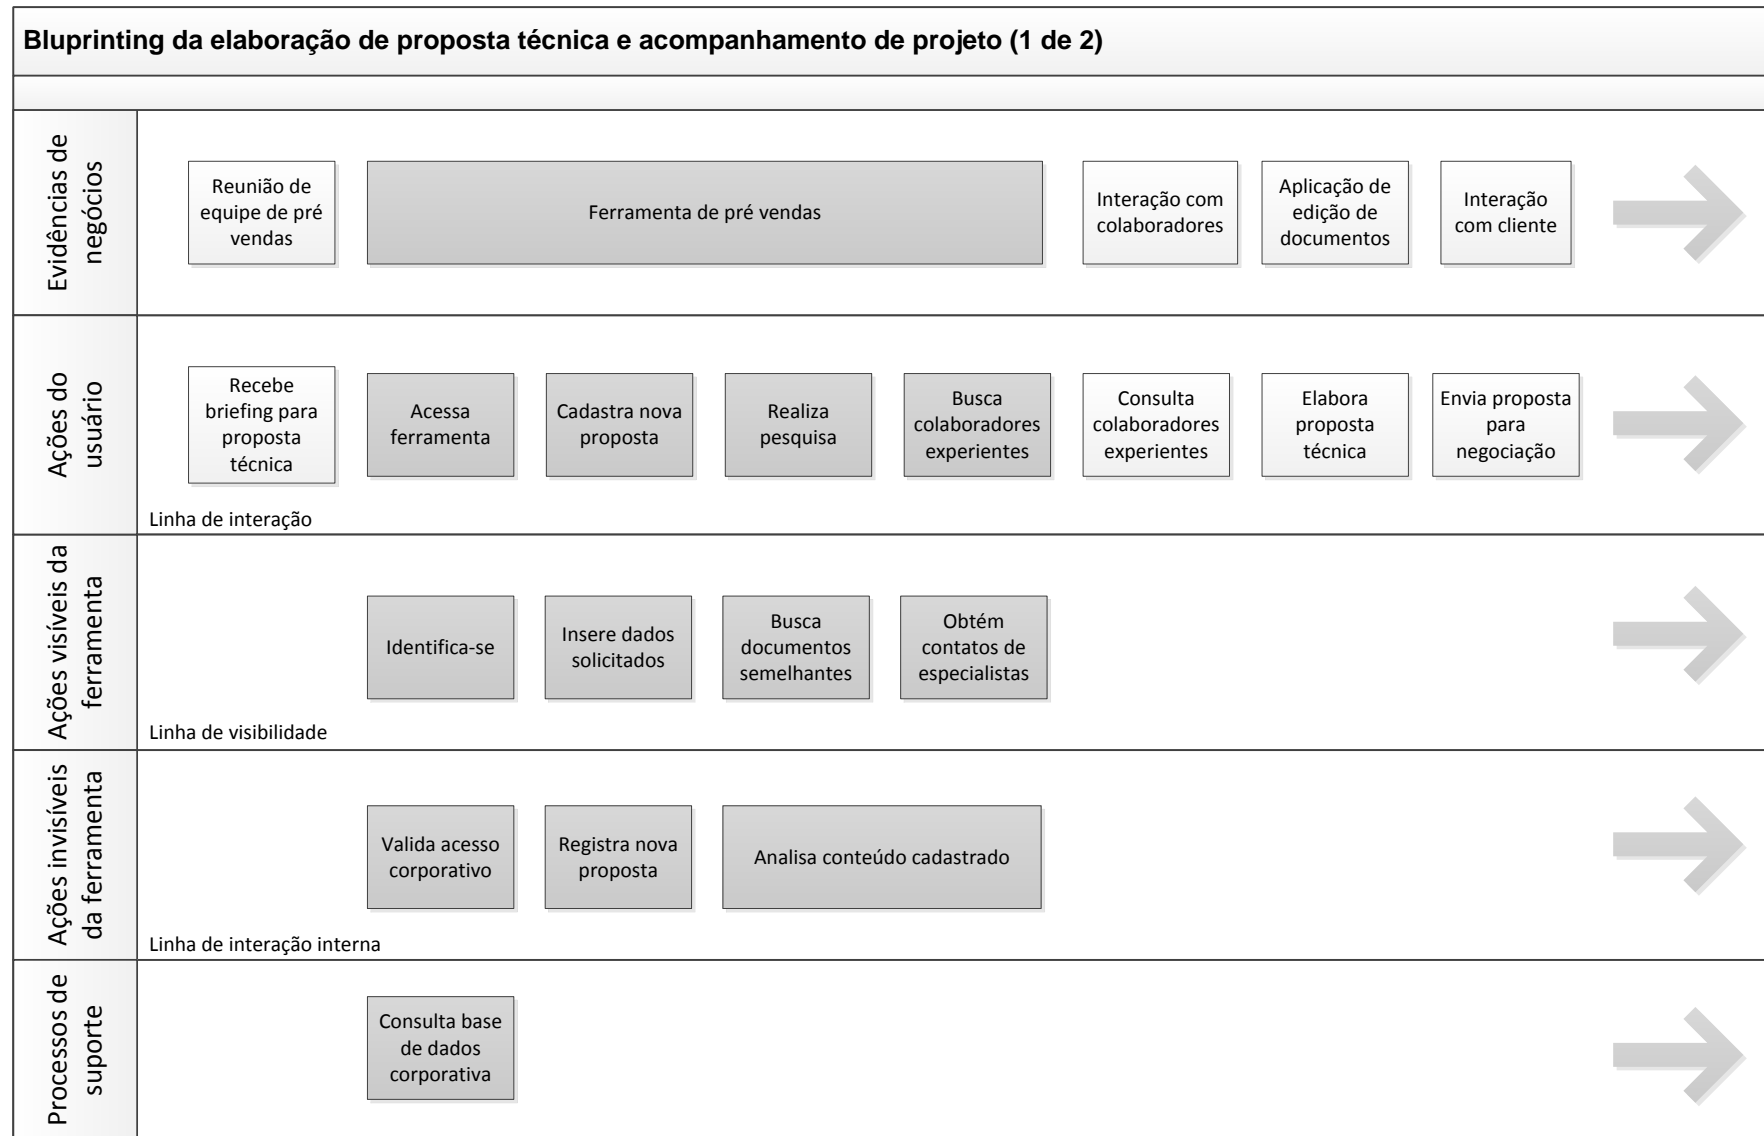 Bluprinting da elaboração de proposta técnica e acompanhamento de projeto (1 de 2)
Evidências de
negócios
Reunião de
equipe de pré
vendas
Ferramenta de pré vendas
Interação com
colaboradores
Aplicação de
edição de
documentos
Interação
com cliente
Ações do
usuário
Recebe
briefing para
proposta
técnica
Acessa
ferramenta
Cadastra nova
proposta
Realiza
pesquisa
Busca
colaboradores
experientes
Consulta
colaboradores
experientes
Elabora
proposta
técnica
Envia proposta
para
negociação
Linha de interação
Ações visíveis da
ferramenta
Identifica-se
Insere dados
solicitados
Busca
documentos
semelhantes
Obtém
contatos de
especialistas
Linha de visibilidade
Ações invisíveis
da ferramenta
Valida acesso
corporativo
Registra nova
proposta
Analisa conteúdo cadastrado
Linha de interação interna
Processos de
suporte
Consulta base
de dados
corporativa